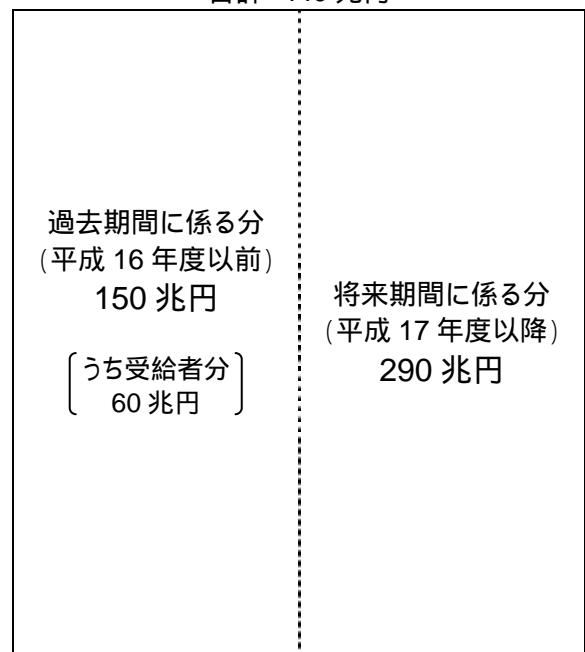 過去期間に係る分
(平成 16 年度以前)
150 兆円
うち受給者分
60 兆円
将来期間に係る分
(平成 17 年度以降)
290 兆円